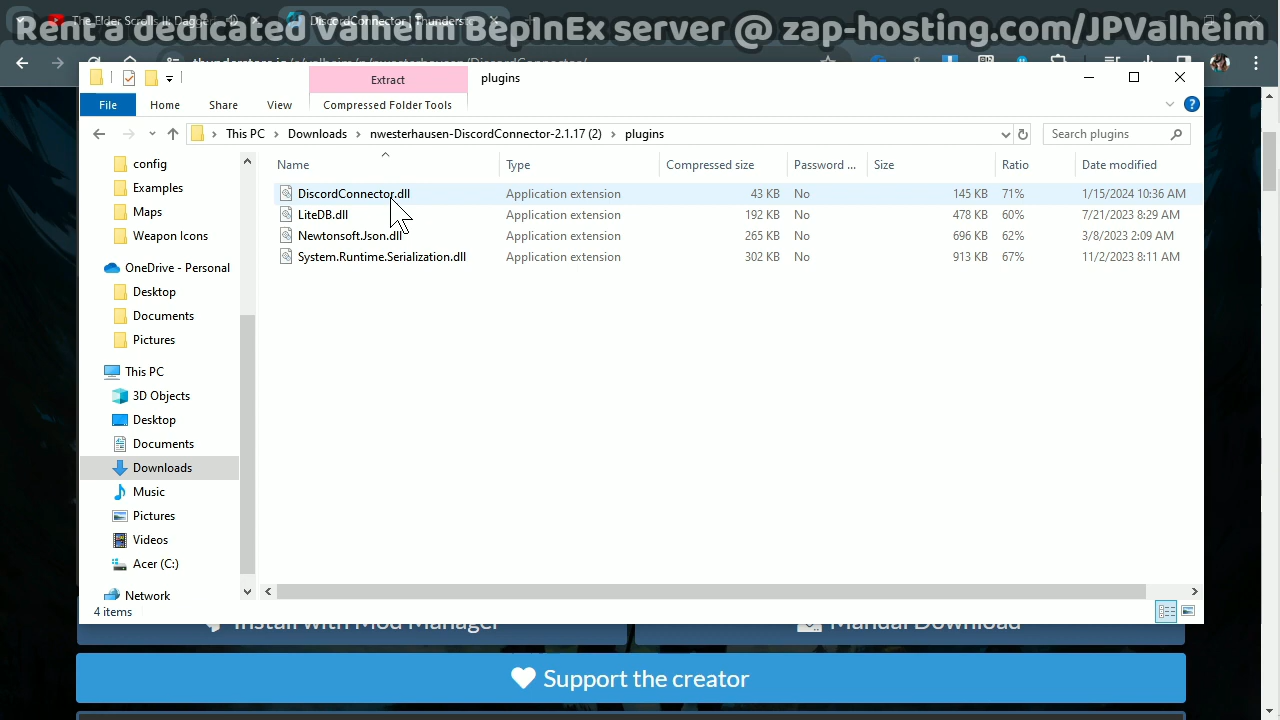 The Elder Scrolls II: Dagger
DiscordConnector | Thunders
Rent a dedicated Valheim BepInEx server @ zap-hosting.com/JPValheim
Extract
plugins
File
Home
Share
View
Compressed Folder Tools
This PC
Downloads
nwesterhausen-DiscordConnector-2.1.17 (2)
plugins
Search plugins
Name
Type
Compressed size
Password ...
Size
Ratio
Date modified
DiscordConnector.dll Application extension 43 KB No 145 KB 71% 1/15/2024 10:36 AM
LiteDB.dll Application extension 192 KB No 478 KB 60% 7/21/2023 8:29 AM
Newtonsoft.Json.dll Application extension 265 KB No 696 KB 62% 3/8/2023 2:09 AM
System.Runtime.Serialization.dll Application extension 302 KB No 913 KB 67% 11/2/2023 8:11 AM
config
Examples
Maps
Weapon Icons
OneDrive - Personal
Desktop
Documents
Pictures
This PC
3D Objects
Desktop
Documents
Downloads
Music
Pictures
Videos
Acer (C:)
Network
4 items
Install with Mod Manager
Manual Download
Support the creator